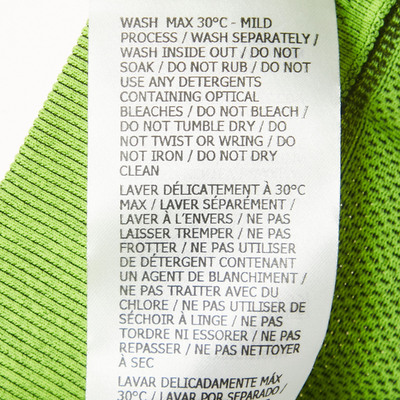 WASH MAX 30°C - MILD
PROCESS / WASH SEPARATELY /
WASH INSIDE OUT / DO NOT
SOAK / DO NOT RUB / DO NOT
USE ANY DETERGENTS
CONTAINING OPTICAL
BLEACHES / DO NOT BLEACH /
DO NOT TUMBLE DRY / DO
NOT TWIST OR WRING / DO
NOT IRON / DO NOT DRY
CLEAN
LAVER DÉLICATEMENT À 30°C
MAX / LAVER SÉPARÉMENT /
LAVER À L'ENVERS / NE PAS
LAISSER TREMPER / NE PAS
FROTTER / NE PAS UTILISER
DE DÉTERGENT CONTENANT
UN AGENT DE BLANCHIMENT /
NE PAS TRAITER AVEC DU
CHLORE / NE PAS UTILISER DE
SÉCHOIR À LINGE / NE PAS
TORDRE NI ESSORER / NE PAS
REPASSER / NE PAS NETTOYER
À SEC
LAVAR DELICADAMENTE MÁX
30°C / LAVAR POR SEPARADO /